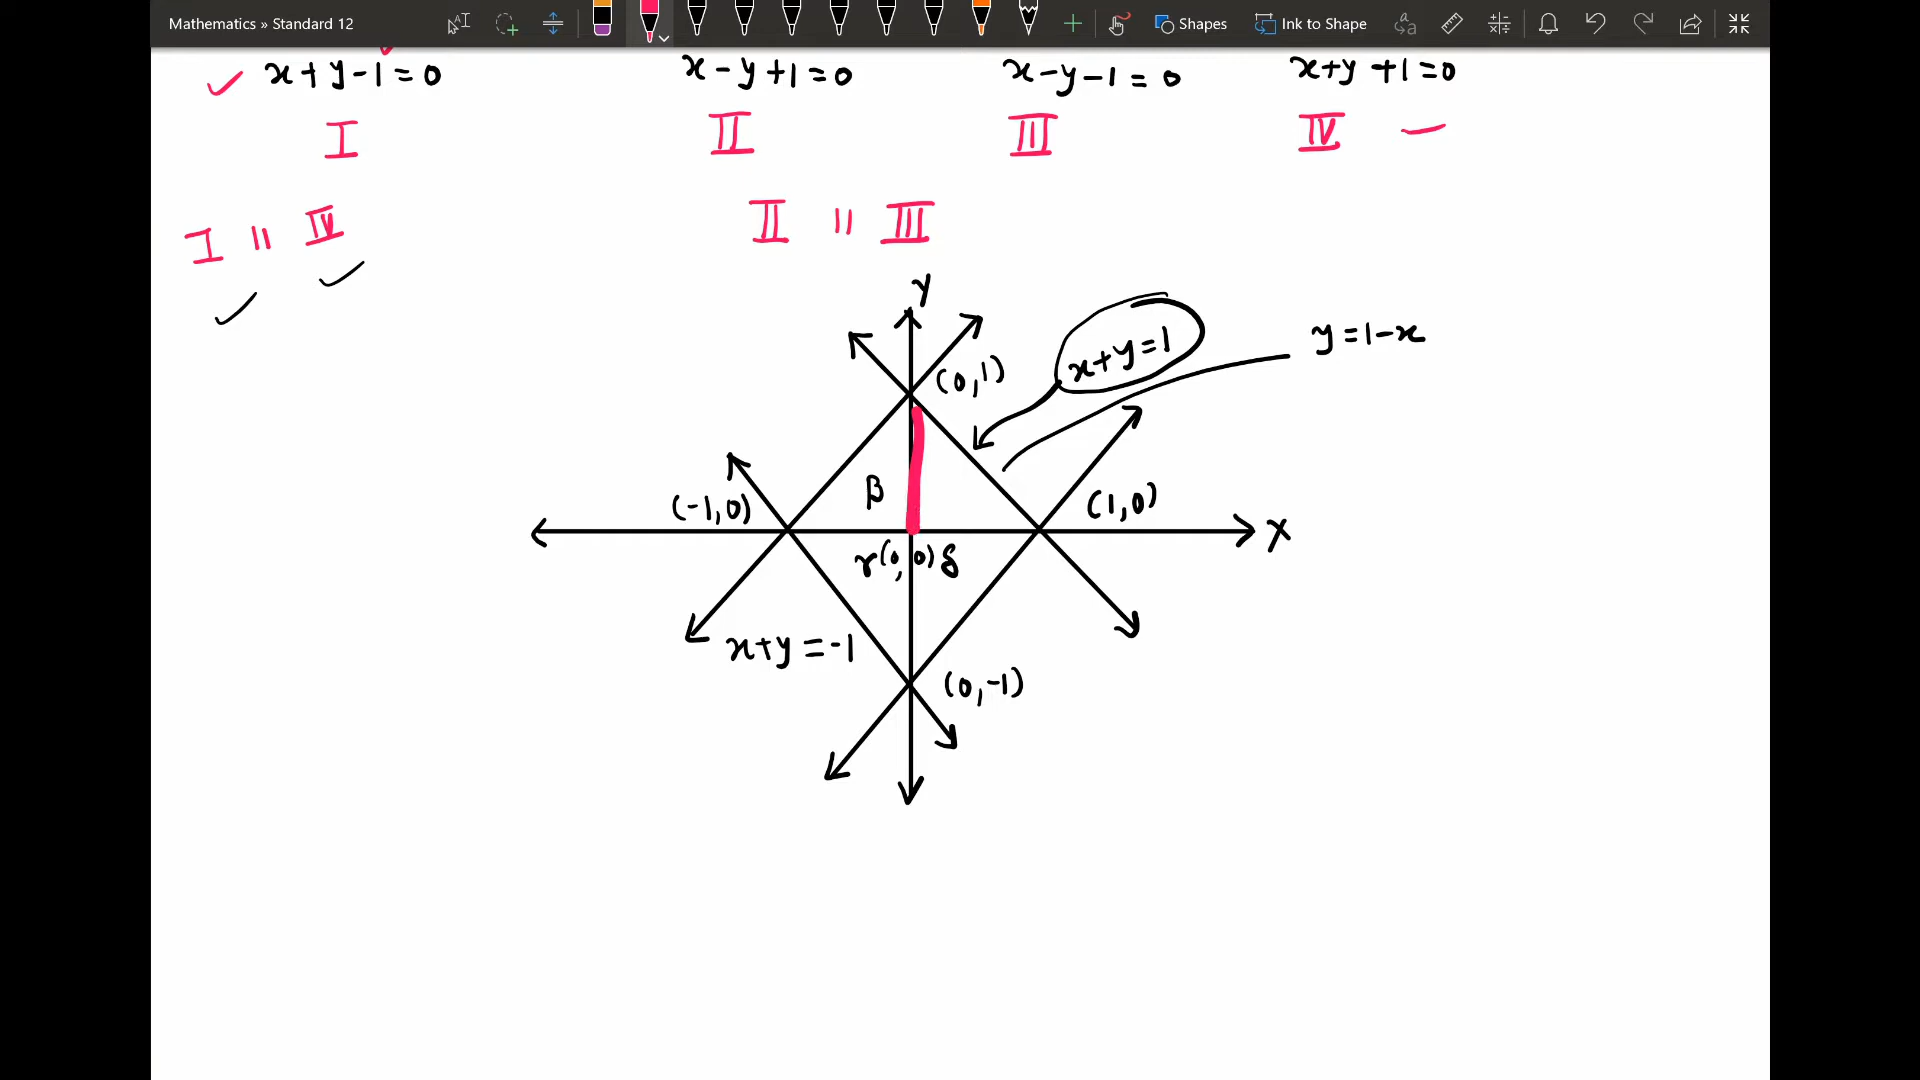 Mathematics » Standard 12
Shapes
Ink to Shape
x+y-1=0 x-y+1=0 x-y-1=0 x+y+1=0
I II III IV
I || IV II || III
Y
x+y=1 y=1-x
(0,1)
β
(-1,0) (1,0)
X
γ (0,0) δ
x+y=-1
(0,-1)